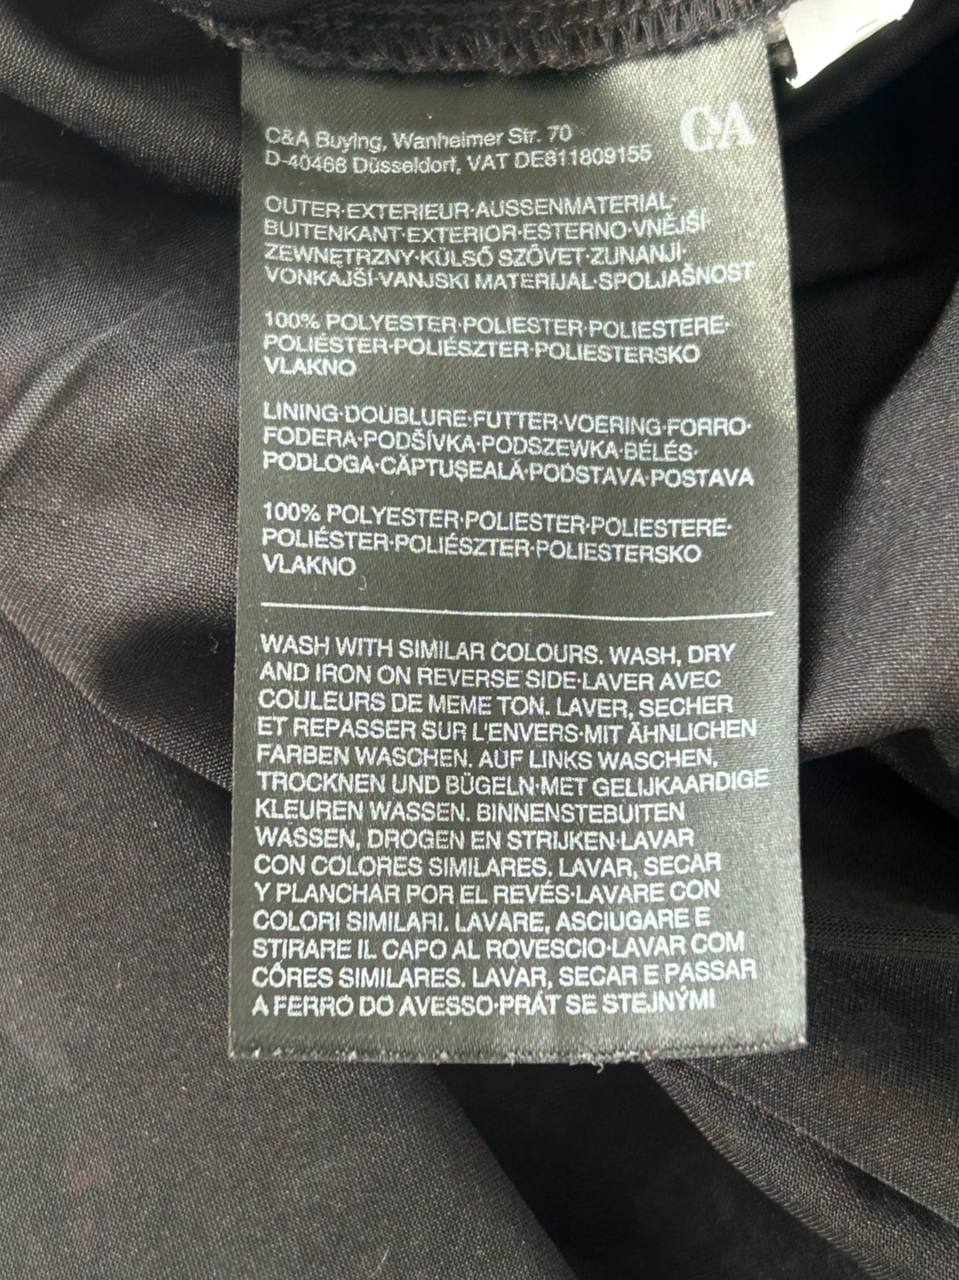 C&A
C&A Buying, Wanheimer Str. 70
D-40468 Düsseldorf, VAT DE811809155
OUTER·EXTERIEUR·AUSSENMATERIAL·
BUITENKANT·EXTERIOR·ESTERNO·VNĚJŠÍ
ZEWNĘTRZNY·KÜLSŐ SZÖVET·ZUNANJI·
VONKAJŠÍ·VANJSKI MATERIJAL·SPOLJAŠNOST
100% POLYESTER·POLIESTER·POLIESTERE·
POLIÉSTER·POLIÉSZTER·POLIESTERSKO
VLAKNO
LINING·DOUBLURE·FUTTER·VOERING·FORRO·
FODERA·PODŠÍVKA·PODSZEWKA·BÉLÉS·
PODLOGA·CĂPTUŞEALĂ·PODSTAVA·POSTAVA
100% POLYESTER·POLIESTER·POLIESTERE·
POLIÉSTER·POLIÉSZTER·POLIESTERSKO
VLAKNO
WASH WITH SIMILAR COLOURS. WASH, DRY
AND IRON ON REVERSE SIDE·LAVER AVEC
COULEURS DE MEME TON. LAVER, SECHER
ET REPASSER SUR L'ENVERS·MIT ÄHNLICHEN
FARBEN WASCHEN. AUF LINKS WASCHEN,
TROCKNEN UND BÜGELN·MET GELIJKAARDIGE
KLEUREN WASSEN. BINNENSTEBUITEN
WASSEN, DROGEN EN STRIJKEN·LAVAR
CON COLORES SIMILARES. LAVAR, SECAR
Y PLANCHAR POR EL REVÉS·LAVARE CON
COLORI SIMILARI. LAVARE, ASCIUGARE E
STIRARE IL CAPO AL ROVESCIO·LAVAR COM
CÔRES SIMILARES. LAVAR, SECAR E PASSAR
A FERRO DO AVESSO·PRÁT SE STEJNÝMI